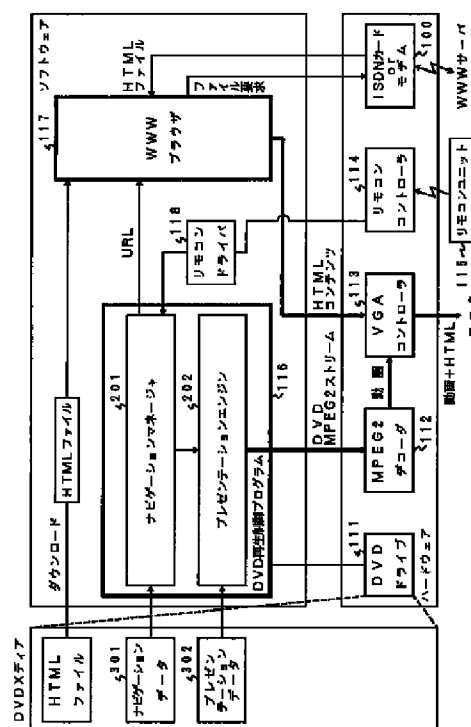 DVDメディア
HTML
ファイル
301
ナビゲーション
データ
302
プレゼン
テーション
データ
ダウンロード
HTMLファイル
ソフトウェア
117
WWW
ブラウザ
HTML
ファイル
ファイル要求
URL
118
リモコン
ドライバ
201
ナビゲーションマネージャ
202
プレゼンテーションエンジン
DVD再生制御プログラム
116
HTML
コンテンツ
DVD
MPEG2ストリーム
ハードウェア
111
DVD
ドライブ
MPEG2
デコーダ
112
動画
113
VGA
コントローラ
114
リモコン
コントローラ
ISDNカード
or
モデム
100
動画+HTML
115
リモコンユニット
WWWサーバ